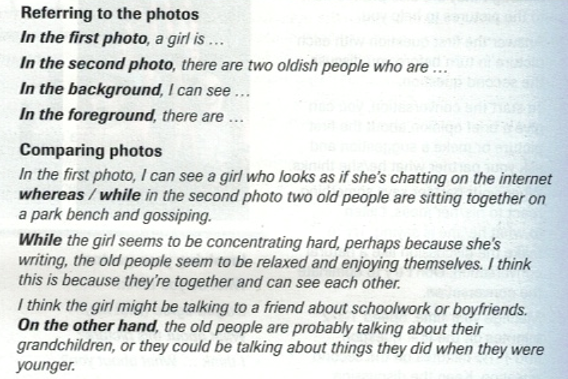 Referring to the photos
In the first photo, a girl is …
In the second photo, there are two oldish people who are …
In the background, I can see …
In the foreground, there are …
Comparing photos
In the first photo, I can see a girl who looks as if she's chatting on the internet
whereas / while in the second photo two old people are sitting together on
a park bench and gossiping.
While the girl seems to be concentrating hard, perhaps because she's
writing, the old people seem to be relaxed and enjoying themselves. I think
this is because they're together and can see each other.
I think the girl might be talking to a friend about schoolwork or boyfriends.
On the other hand, the old people are probably talking about their
grandchildren, or they could be talking about things they did when they were
younger.